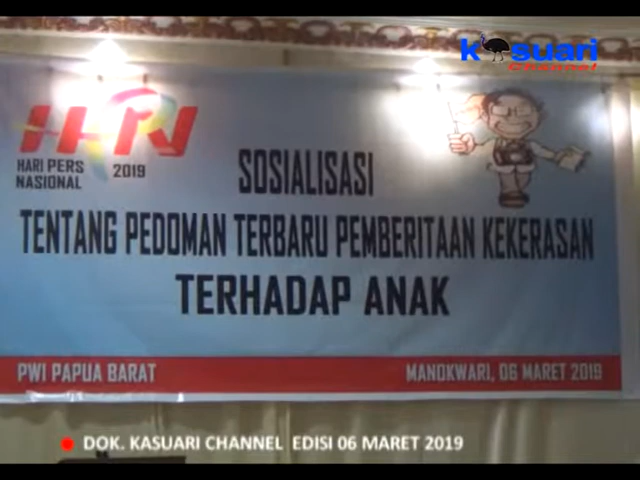 kasuari
Channel
HPN
HARI PERS
NASIONAL
2019
SOSIALISASI
TENTANG PEDOMAN TERBARU PEMBERITAAN KEKERASAN
TERHADAP ANAK
PWI PAPUA BARAT
MANOKWARI, 06 MARET 2019
DOK. KASUARI CHANNEL EDISI 06 MARET 2019